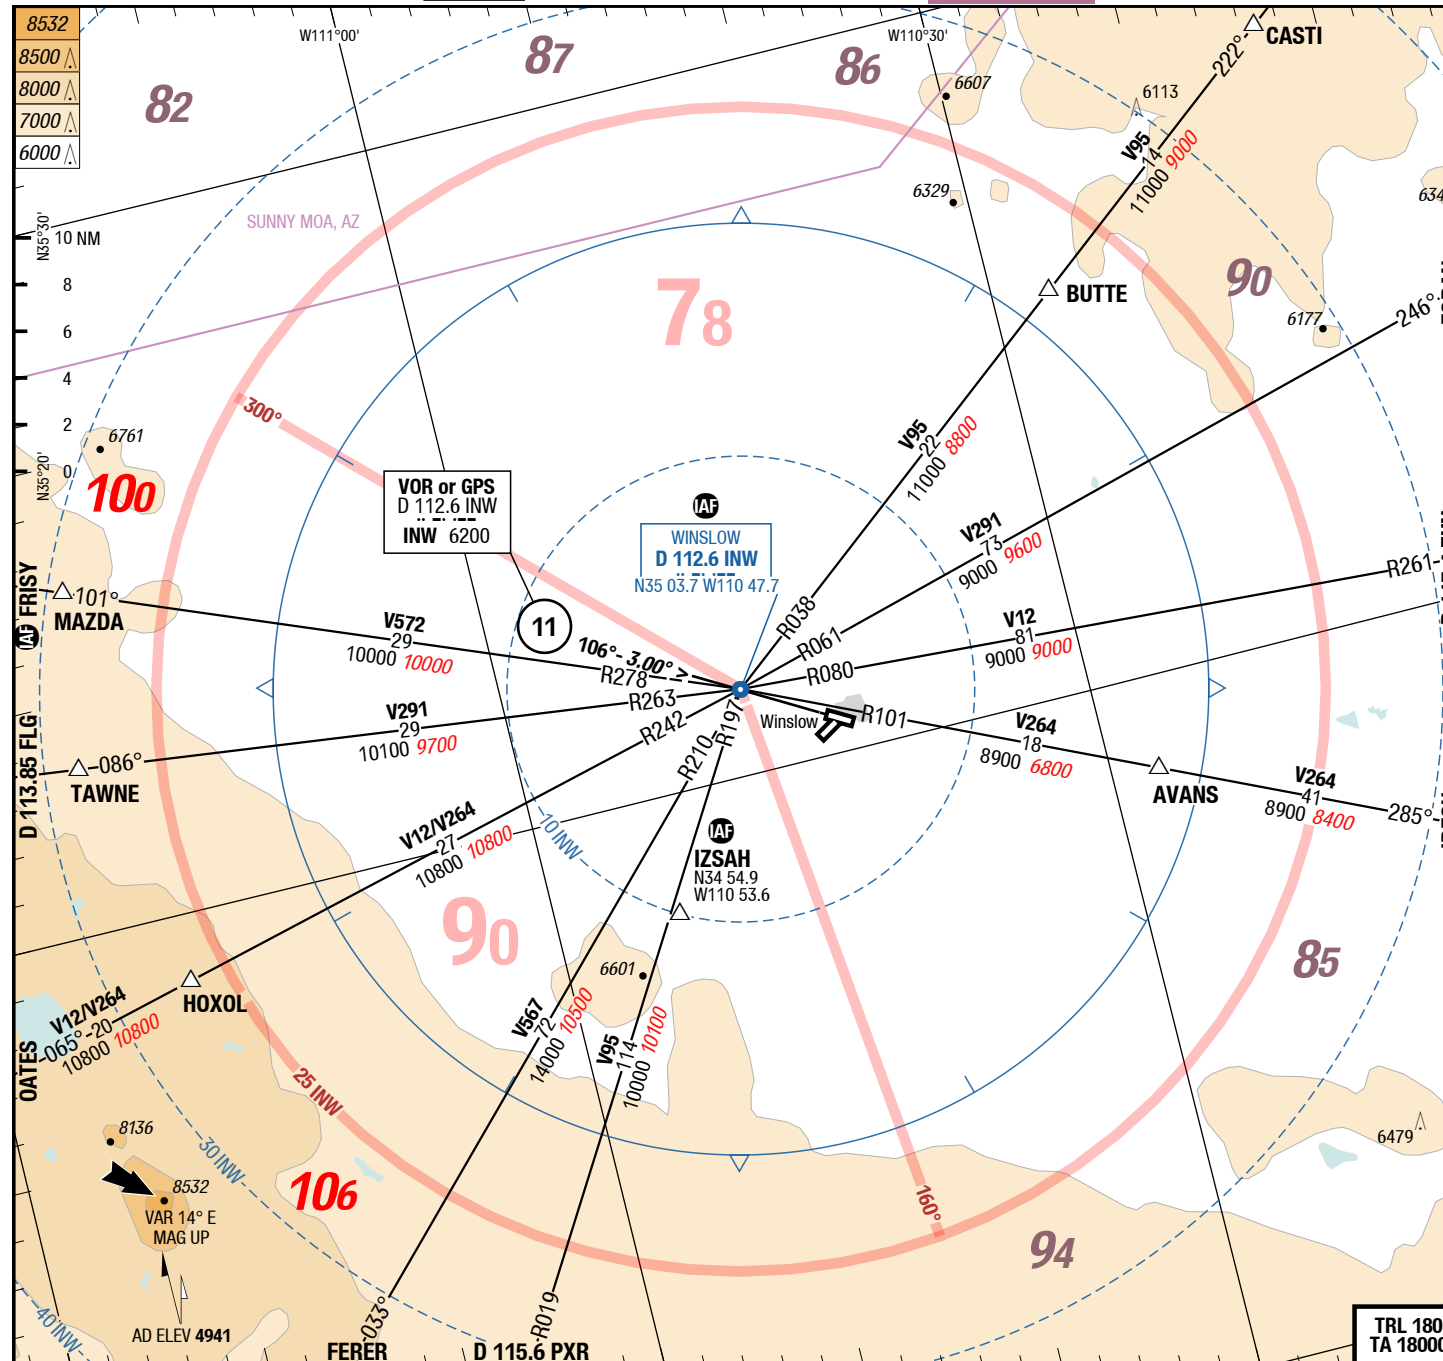 8532
8500
8000
7000
6000
W111°00'
W110°30'
82
87
86
6607
6113
CASTI
222°
V95
14
11000 9000
6329
634
N35°30'
10 NM
8
6
4
2
0
N35°20'
SUNNY MOA, AZ
78
90
6177
BUTTE
246°
300°
6761
100
V95
22
11000 8800
VOR or GPS
D 112.6 INW
INW 6200
IAF
WINSLOW
D 112.6 INW
N35 03.7 W110 47.7
V291
73
9000 9600
R261
FRISY
IAF
101°
MAZDA
V572
29
10000 10000
11
106° - 3.00° >
R278
R038
R061
R080
V12
81
9000 9000
R263
R242
R210
R197
Winslow
R101
V264
18
8900 6800
AVANS
V264
41
8900 8400
285°
D 113.85 FLG
086°
TAWNE
V291
29
10100 9700
V12/V264
27
10800 10800
10 INW
IAF
IZSAH
N34 54.9
W110 53.6
90
85
6601
HOXOL
V12/V264
065° 20
10800 10800
OATES
V567
72
14000 10500
V95
114
10000 10100
25 INW
30 INW
40 INW
8136
8532
VAR 14° E
MAG UP
106
160°
94
6479
AD ELEV 4941
033°
FERER
R019
D 115.6 PXR
TRL 180
TA 18000